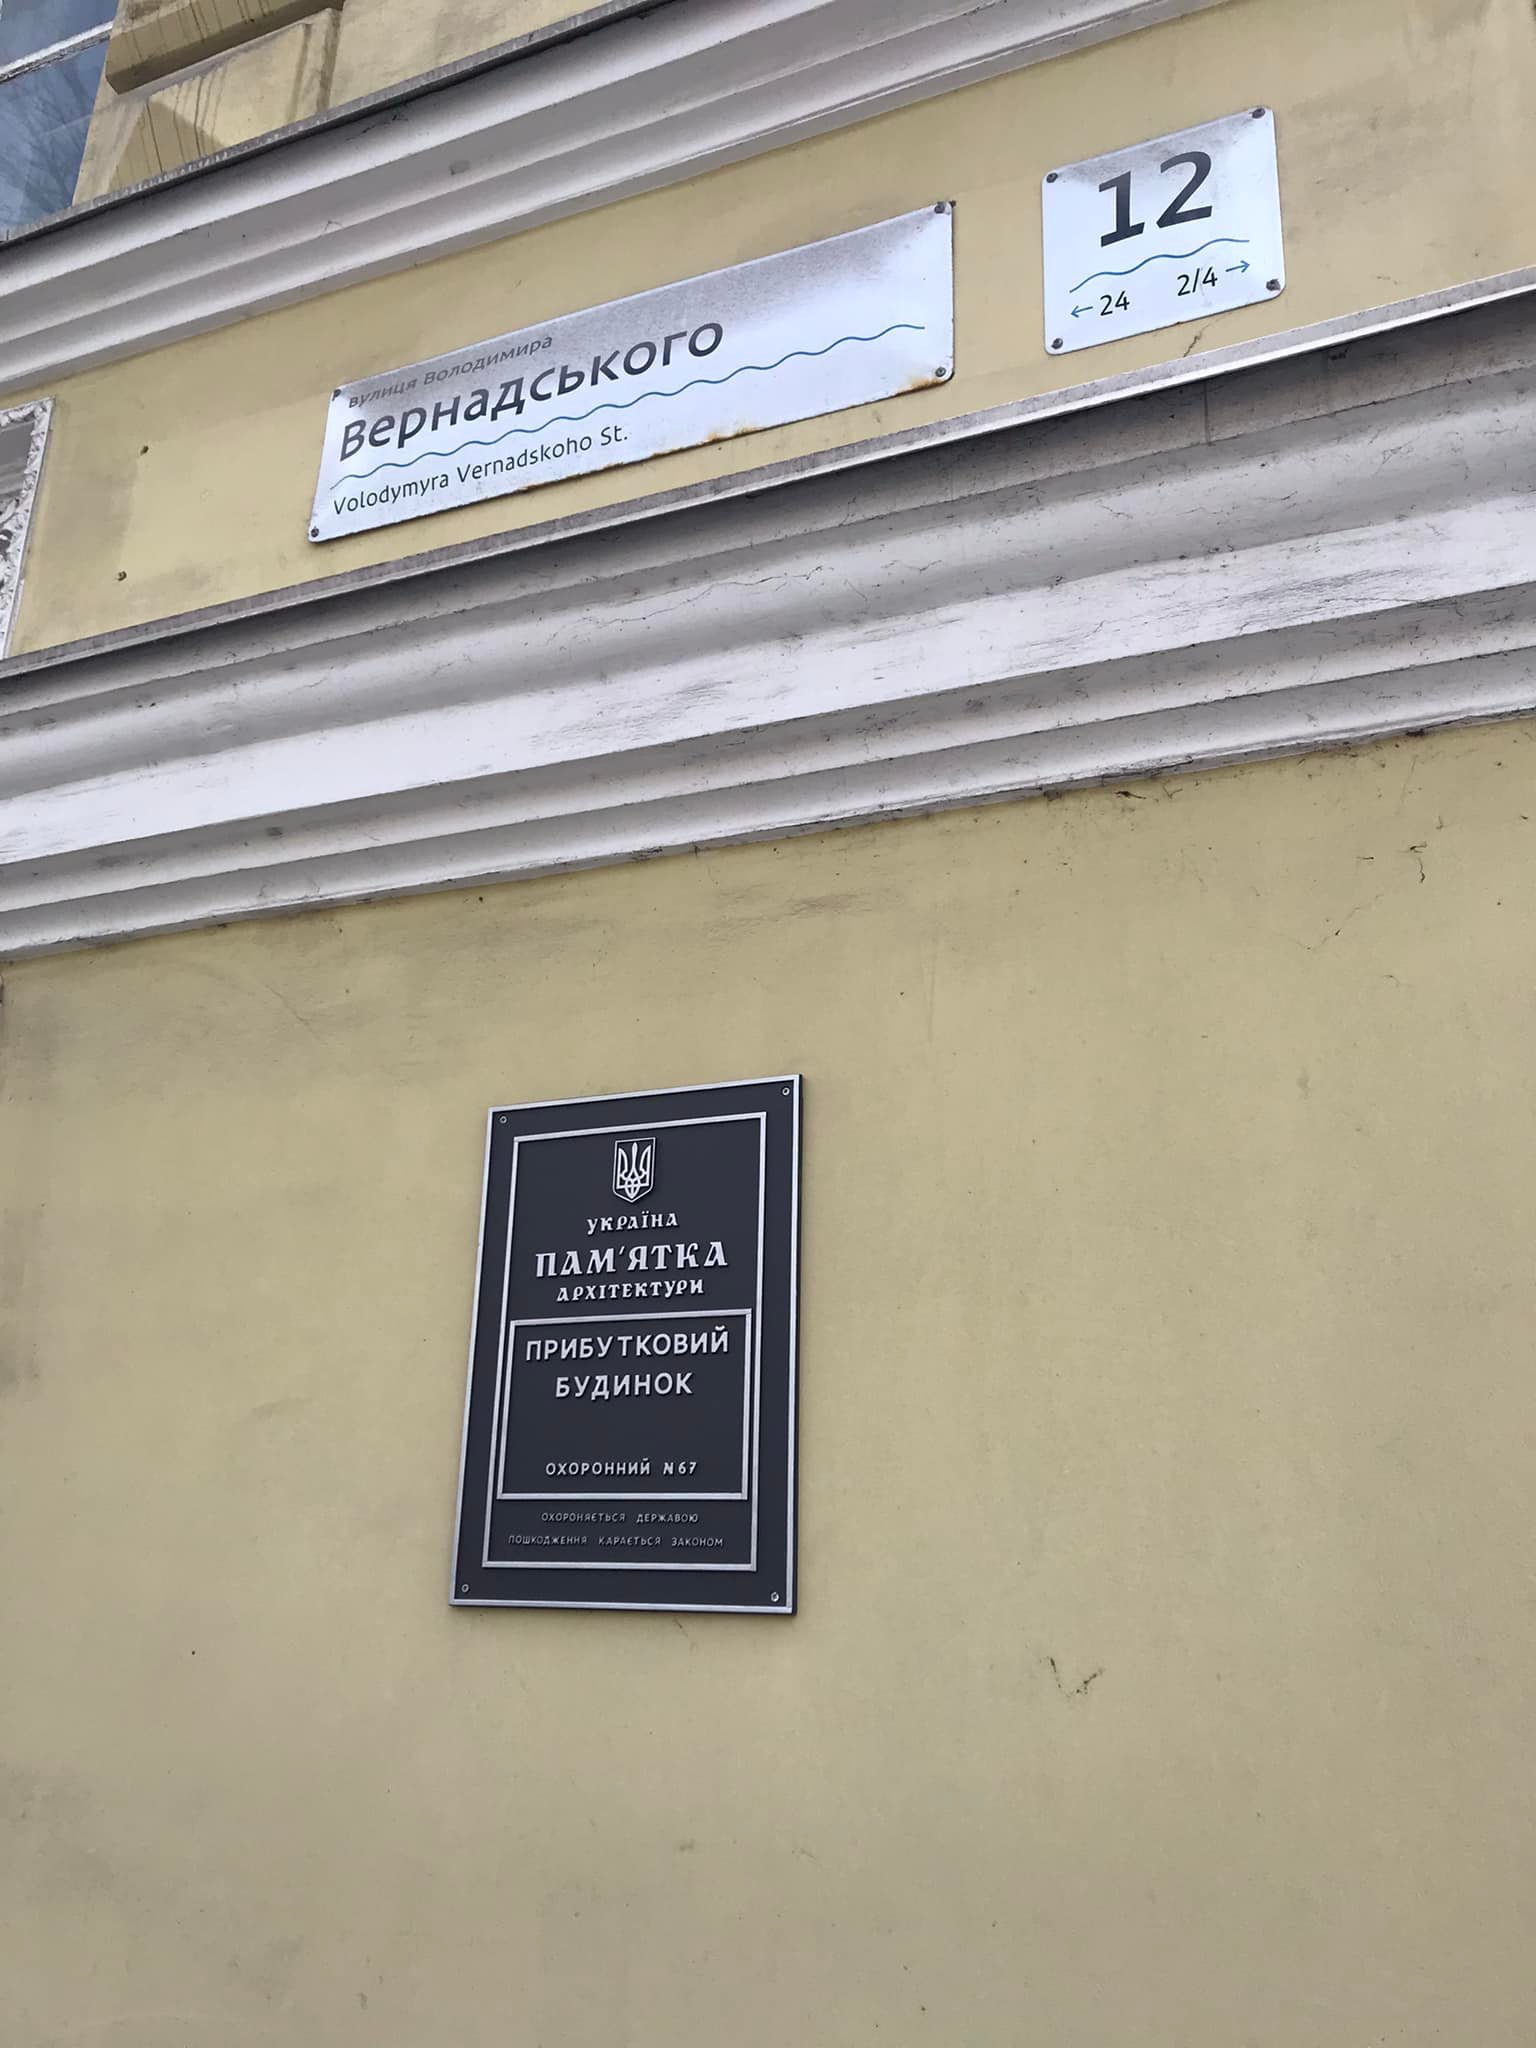 вулиця Володимира
Вернадського
Volodymyra Vernadskoho St.
12
←24 2/4→
УКРАЇНА
ПАМ'ЯТКА
АРХІТЕКТУРИ
ПРИБУТКОВИЙ
БУДИНОК
ОХОРОННИЙ N 67
ОХОРОНЯЄТЬСЯ ДЕРЖАВОЮ
ПОШКОДЖЕННЯ КАРАЄТЬСЯ ЗАКОНОМ